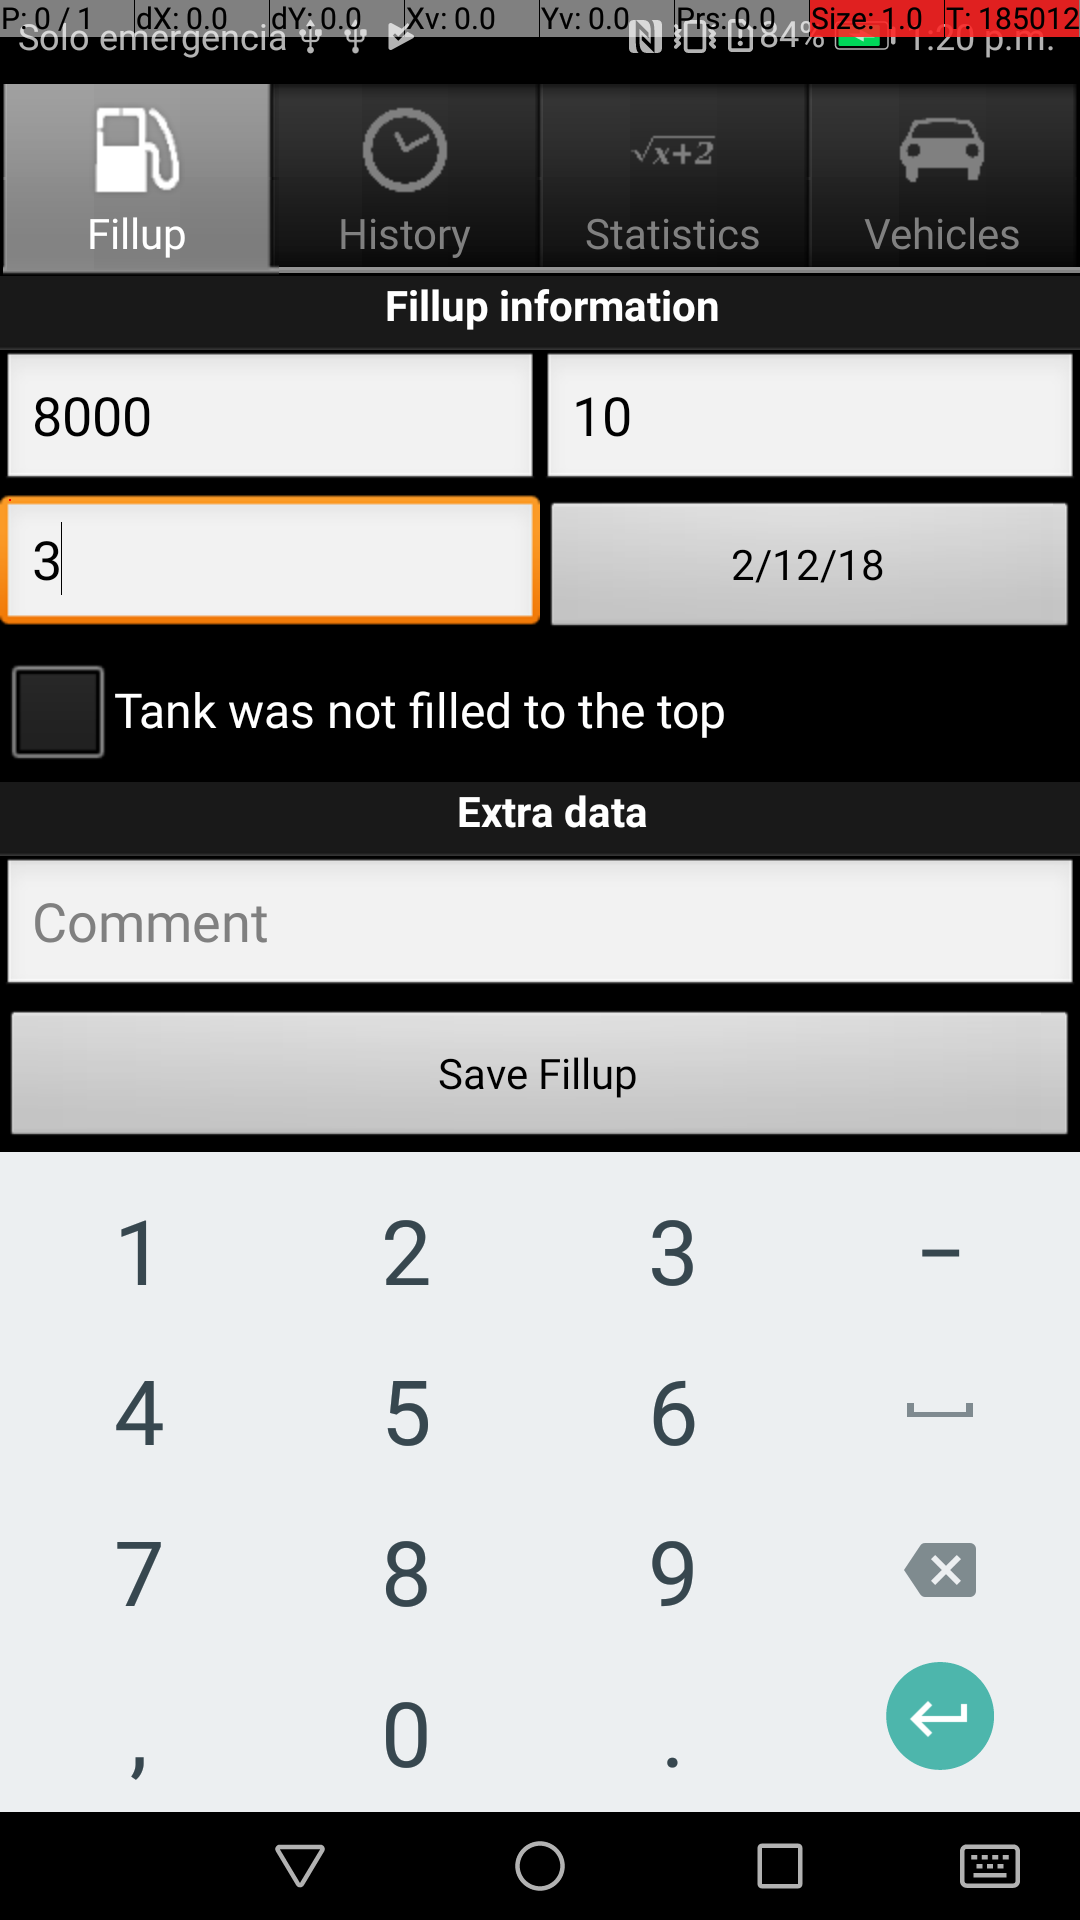 P: 0 / 1 dX: 0.0 dY: 0.0 Xv: 0.0 Yv: 0.0 Prs: 0.0 Size: 1.0 T: 185012
Solo emergencia 84% 1:20 p.m.
Fillup History Statistics Vehicles
√x+2
Fillup information
8000 10
3 2/12/18
Tank was not filled to the top
Extra data
Comment
Save Fillup
1 2 3 –
4 5 6
7 8 9
, 0 .